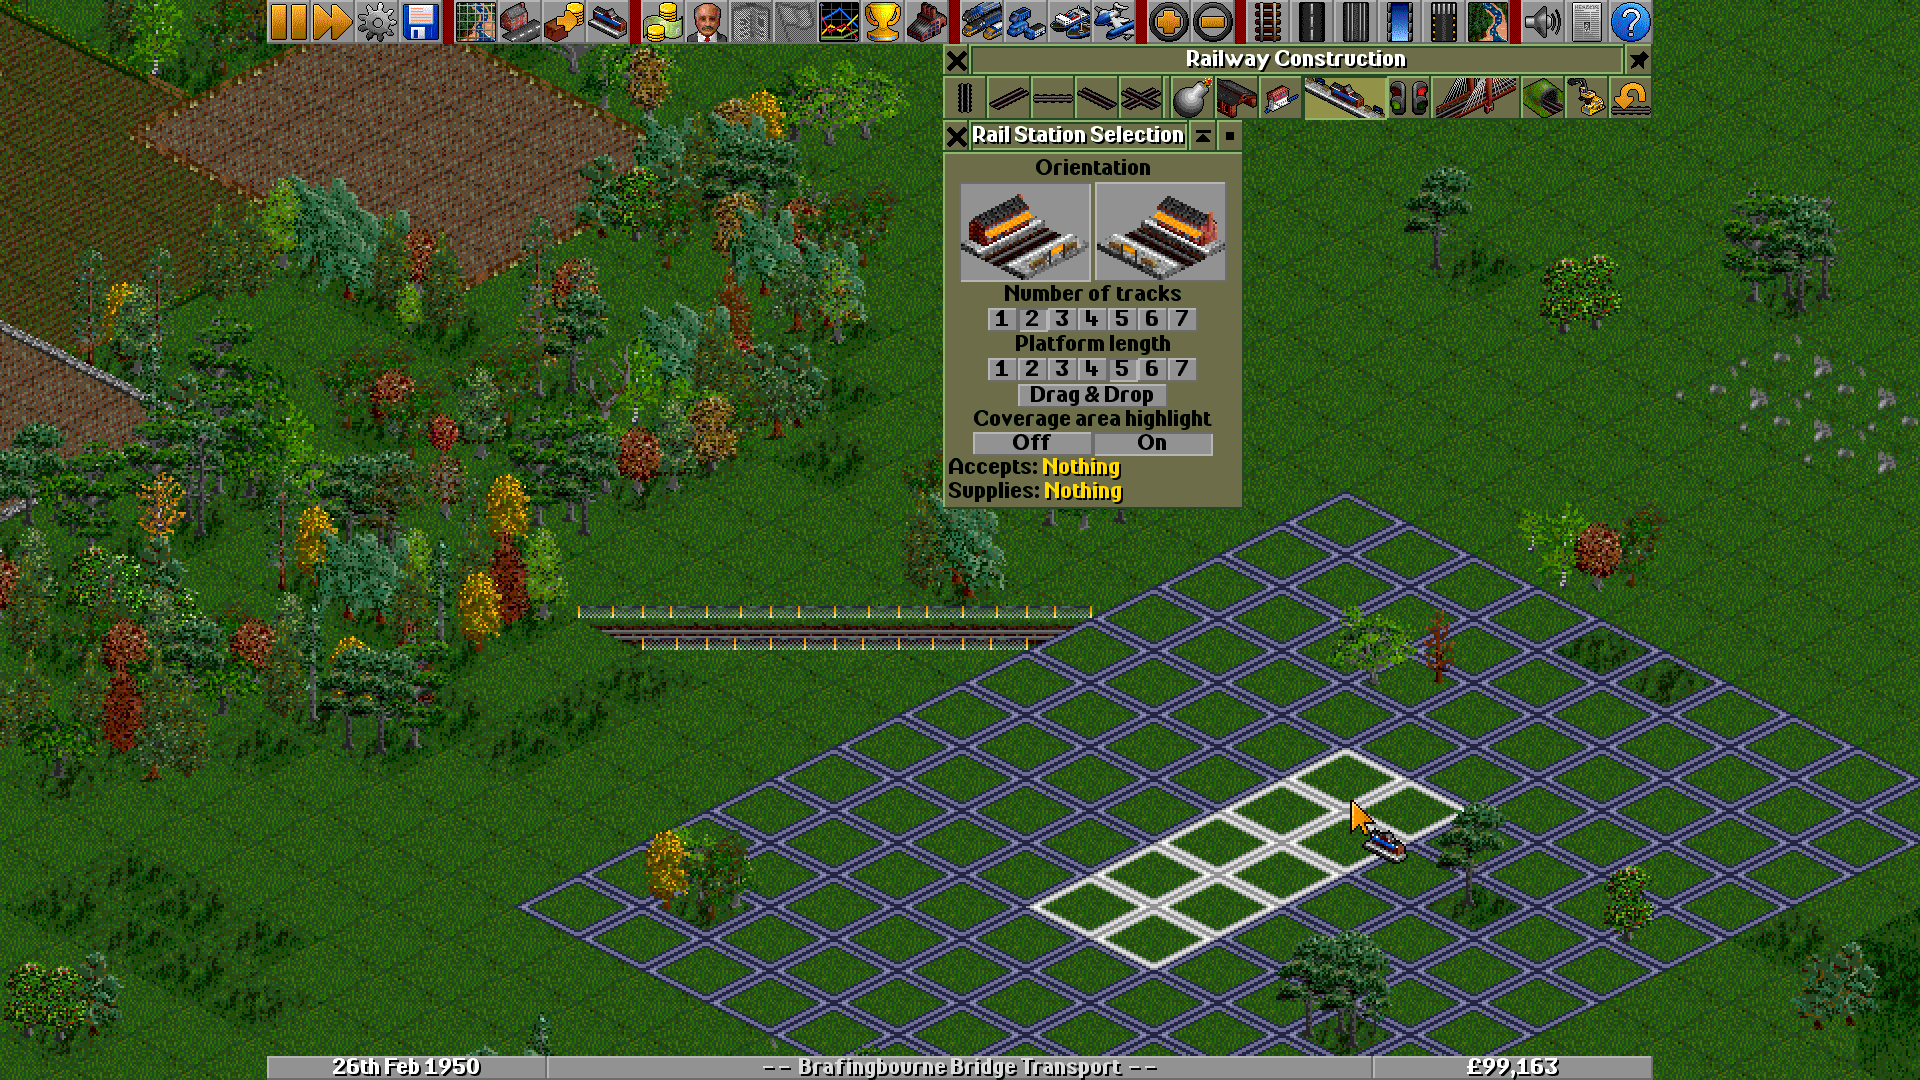 Railway Construction
Rail Station Selection
Orientation
Number of tracks
1 2 3 4 5 6 7
Platform length
1 2 3 4 5 6 7
Drag & Drop
Coverage area highlight
Off On
Accepts: Nothing
Supplies: Nothing
26th Feb 1950
-- Brafingbourne Bridge Transport --
£99,163